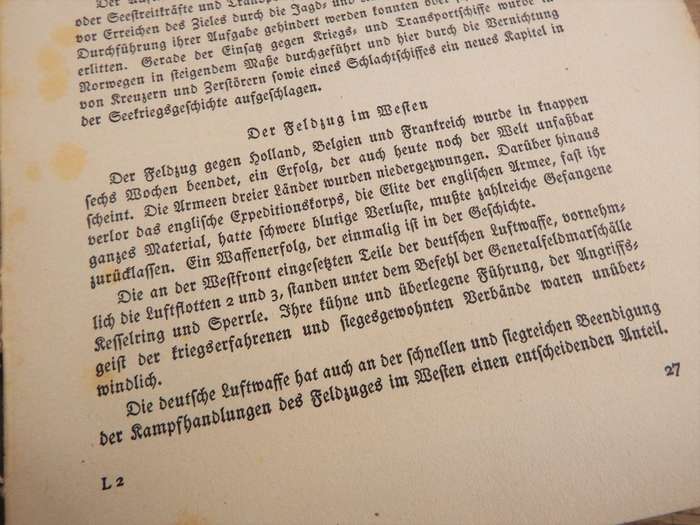 oder Seestreitkräfte und Transpor
vor Erreichen des Zieles durch die Jagd- und
Durchführung ihrer Aufgabe gehindert werden konnten oder
erlitten. Gerade der Einsatz gegen Kriegs- und Transportschiffe wurde in
Norwegen in steigendem Maße durchgeführt und hier durch die Vernichtung
von Kreuzern und Zerstörern sowie eines Schlachtschiffes ein neues Kapitel in
der Seekriegsgeschichte aufgeschlagen.
Der Feldzug im Westen
Der Feldzug gegen Holland, Belgien und Frankreich wurde in knappen
sechs Wochen beendet, ein Erfolg, der auch heute noch der Welt unfaßbar
scheint. Die Armeen dreier Länder wurden niedergezwungen. Darüber hinaus
verlor das englische Expeditionskorps, die Elite der englischen Armee, fast ihr
ganzes Material, hatte schwere blutige Verluste, mußte zahlreiche Gefangene
zurücklassen. Ein Waffenerfolg, der einmalig ist in der Geschichte.
Die an der Westfront eingesetzten Teile der deutschen Luftwaffe, vornehm-
lich die Luftflotten 2 und 3, standen unter dem Befehl der Generalfeldmarschälle
Kesselring und Sperrle. Ihre kühne und überlegene Führung, der Angriffs-
geist der kriegserfahrenen und siegesgewohnten Verbände waren unüber-
windlich.
Die deutsche Luftwaffe hat auch an der schnellen und siegreichen Beendigung
der Kampfhandlungen des Feldzuges im Westen einen entscheidenden Anteil.
27
L 2